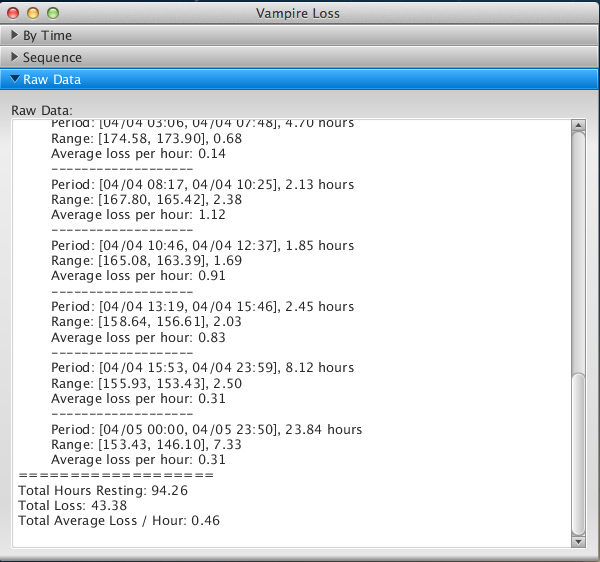 Vampire Loss
By Time
Sequence
Raw Data
Raw Data:
Period: [04/04 03:06, 04/04 07:48], 4.70 hours
Range: [174.58, 173.90], 0.68
Average loss per hour: 0.14
-------------------
Period: [04/04 08:17, 04/04 10:25], 2.13 hours
Range: [167.80, 165.42], 2.38
Average loss per hour: 1.12
-------------------
Period: [04/04 10:46, 04/04 12:37], 1.85 hours
Range: [165.08, 163.39], 1.69
Average loss per hour: 0.91
-------------------
Period: [04/04 13:19, 04/04 15:46], 2.45 hours
Range: [158.64, 156.61], 2.03
Average loss per hour: 0.83
-------------------
Period: [04/04 15:53, 04/04 23:59], 8.12 hours
Range: [155.93, 153.43], 2.50
Average loss per hour: 0.31
-------------------
Period: [04/05 00:00, 04/05 23:50], 23.84 hours
Range: [153.43, 146.10], 7.33
Average loss per hour: 0.31
===================
Total Hours Resting: 94.26
Total Loss: 43.38
Total Average Loss / Hour: 0.46